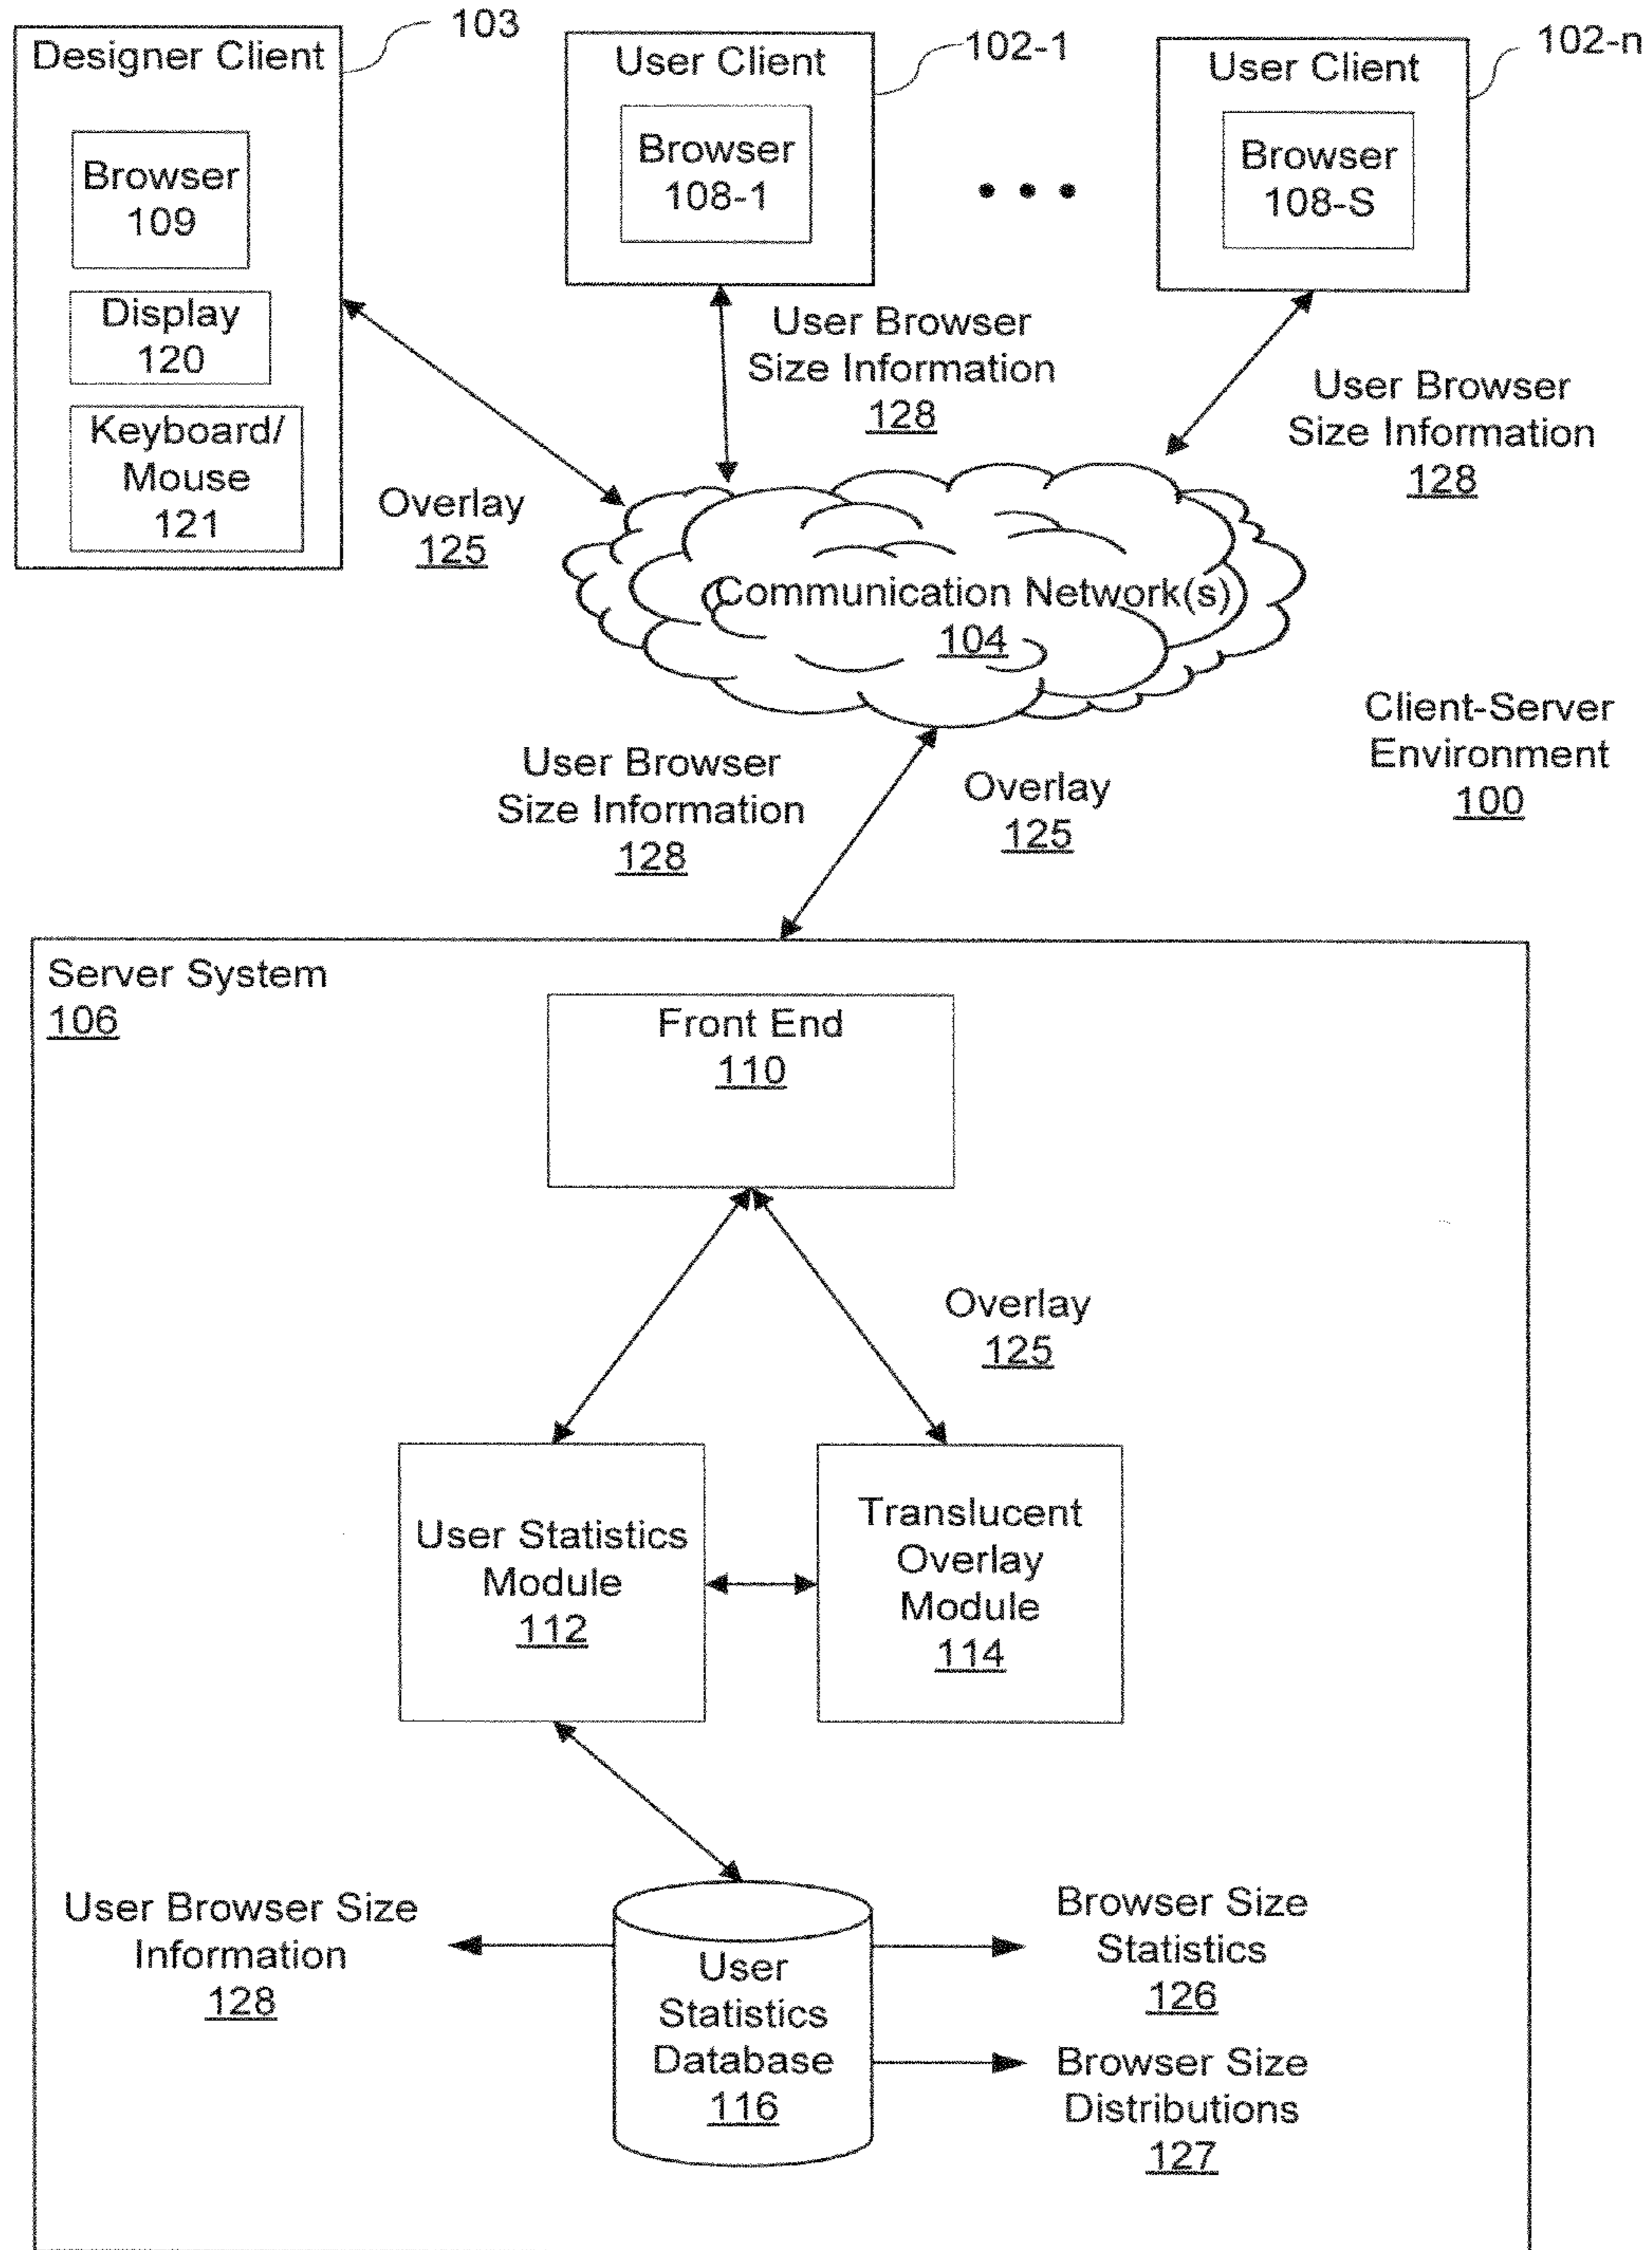 Designer Client
103
Browser
109
Display
120
Keyboard/
Mouse
121
User Client
102-1
Browser
108-1
User Client
102-n
Browser
108-S
User Browser
Size Information
128
User Browser
Size Information
128
Overlay
125
Communication Network(s)
104
Client-Server
Environment
100
User Browser
Size Information
128
Overlay
125
Server System
106
Front End
110
Overlay
125
User Statistics
Module
112
Translucent
Overlay
Module
114
User Browser Size
Information
128
User
Statistics
Database
116
Browser Size
Statistics
126
Browser Size
Distributions
127